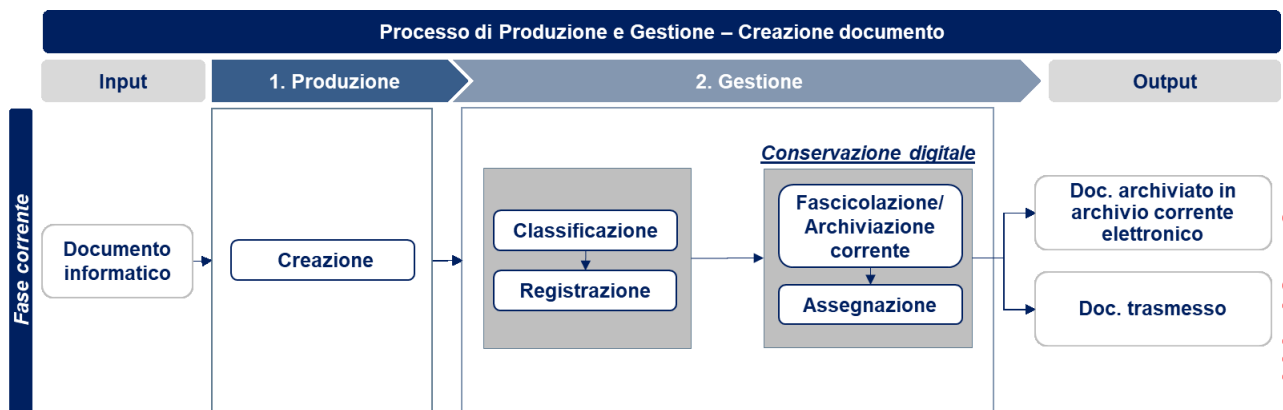 Processo di Produzione e Gestione – Creazione documento
Input
1. Produzione
2. Gestione
Output
Fase corrente
Documento
informatico
Creazione
Classificazione
Registrazione
Conservazione digitale
Fascicolazione/
Archiviazione
corrente
Assegnazione
Doc. archiviato in
archivio corrente
elettronico
Doc. trasmesso